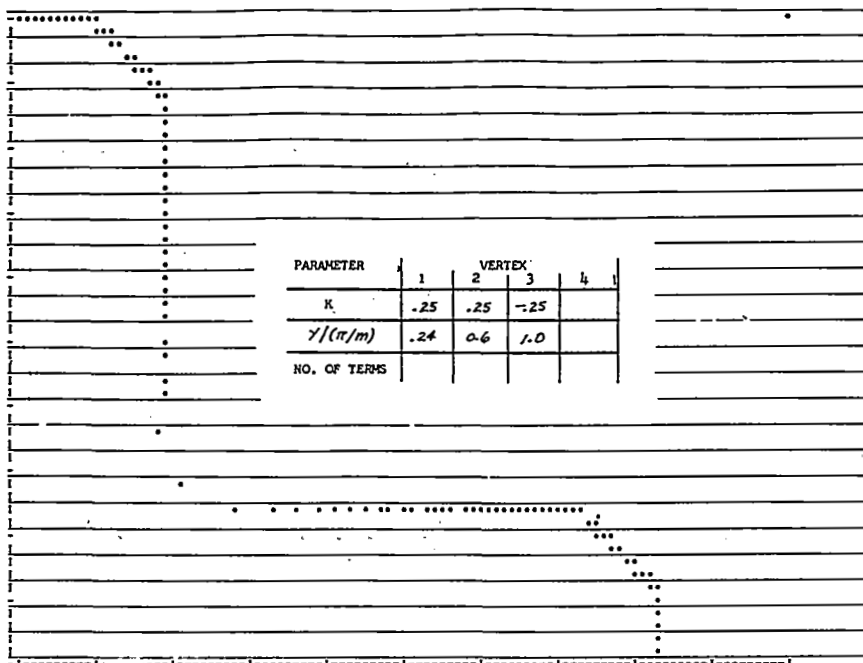 PARAMETER VERTEX
1 2 3 4
K .25 .25 -.25
γ/(π/m) .24 0.6 1.0
NO. OF TERMS